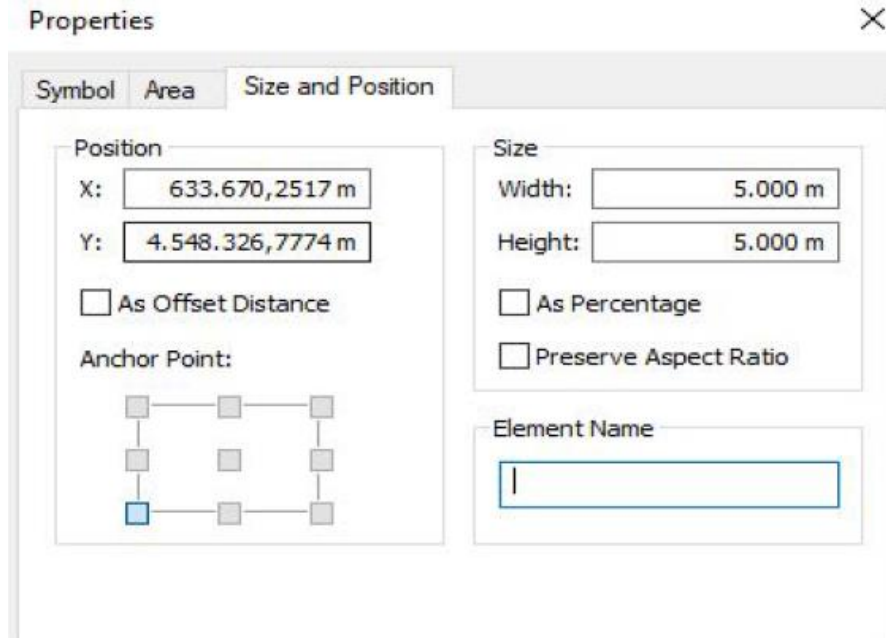 Properties
Symbol Area Size and Position
Position
X: 633.670,2517 m
Y: 4.548.326,7774 m
As Offset Distance
Anchor Point:
Size
Width: 5.000 m
Height: 5.000 m
As Percentage
Preserve Aspect Ratio
Element Name